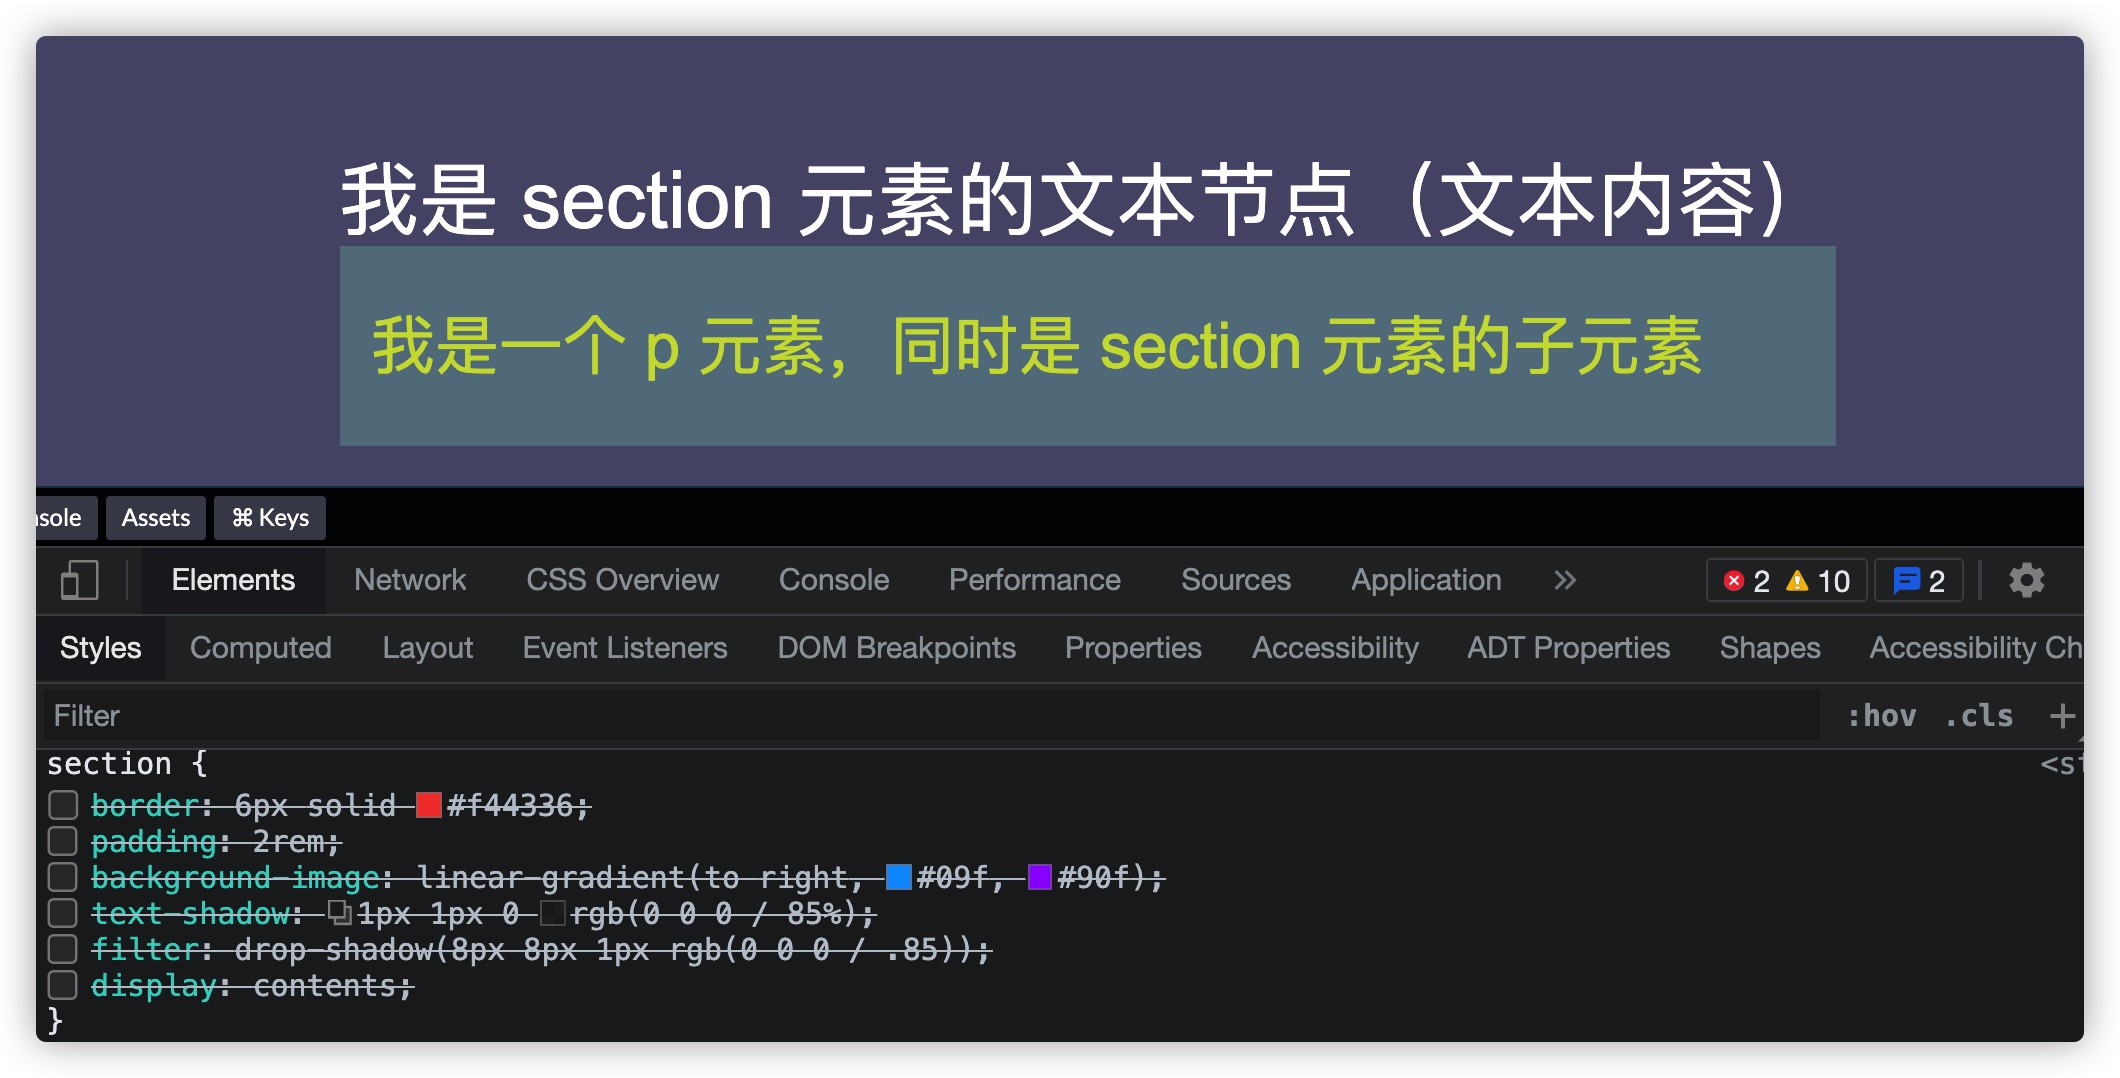 我是 section 元素的文本节点（文本内容）
我是一个 p 元素，同时是 section 元素的子元素
Assets ⌘ Keys
Elements Network CSS Overview Console Performance Sources Application » 2 10 2
Styles Computed Layout Event Listeners DOM Breakpoints Properties Accessibility ADT Properties Shapes Accessibility Ch
Filter :hov .cls +
section { <st
border: 6px solid #f44336;
padding: 2rem;
background-image: linear-gradient(to right, #09f, #90f);
text-shadow: 1px 1px 0 rgb(0 0 0 / 85%);
filter: drop-shadow(8px 8px 1px rgb(0 0 0 / .85));
display: contents;
}